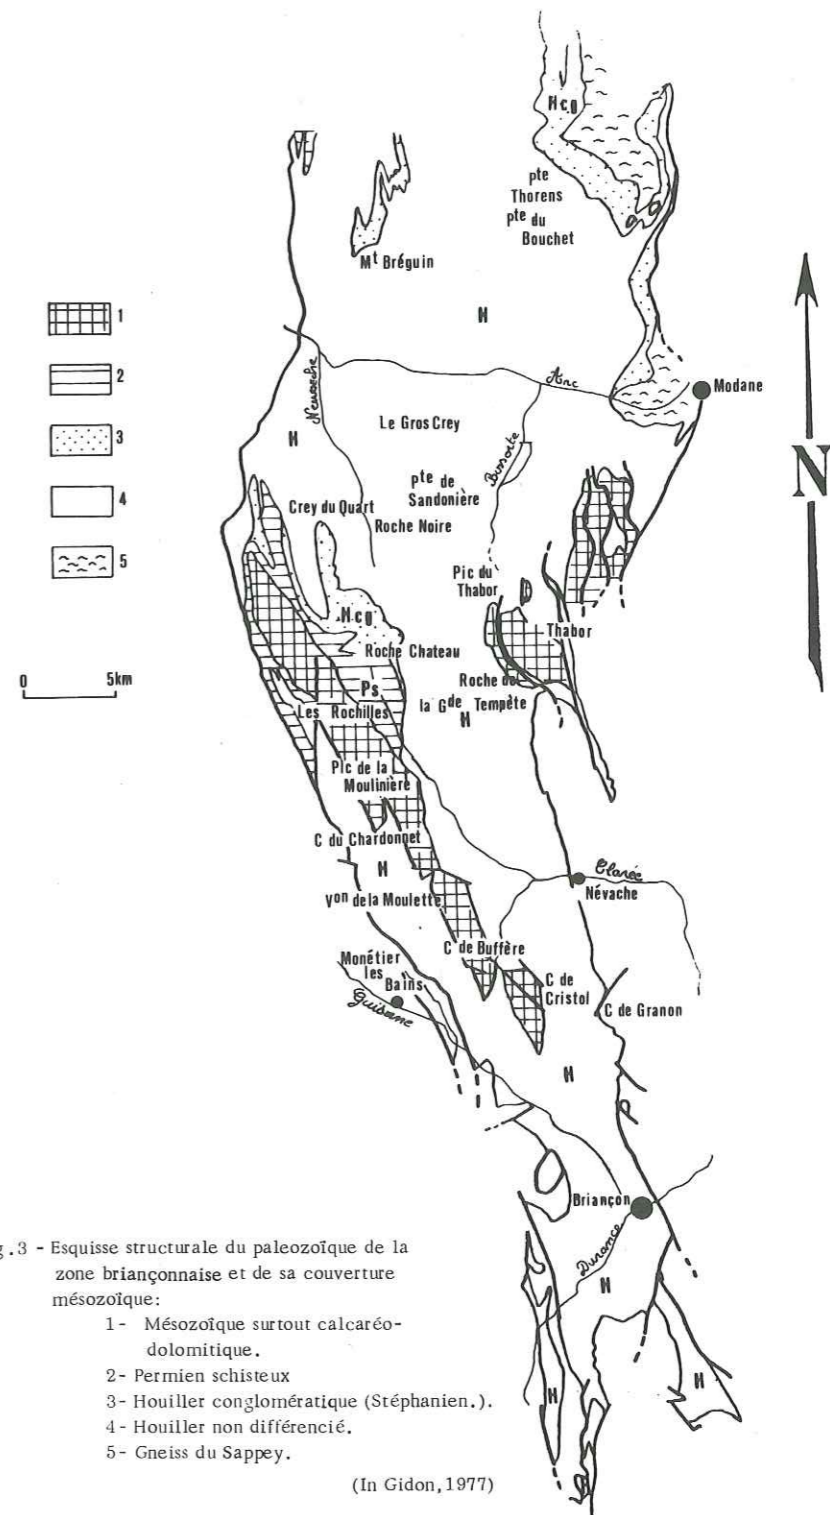 Hcg
pte
Thorens
pte du
Bouchet
Mt Bréguin
H
1
2
3
4
5
Neuvache
Arc
Modane
Le Gros Crey
Bissorte
N
H
pte de
Sandonière
Crey du Quart
Roche Noire
Pic du
Thabor
Hcg
Thabor
Roche Chateau
0 5km
Ps
Roche de
la Gde Tempête
Les Rochilles
H
Pic de la
Moulinière
C du Chardonnet
H
Clarée
Névache
Von de la Moulette
C de Buffère
Monétier
les
Bains
C de
Cristol
C de Granon
Guisane
H
Briançon
Durance
H
H
H
g.3 - Esquisse structurale du paleozoîque de la
zone briançonnaise et de sa couverture
mésozoîque:
1- Mésozoîque surtout calcaréo-
dolomitique.
2- Permien schisteux
3- Houiller conglomératique (Stéphanien.).
4- Houiller non différencié.
5- Gneiss du Sappey.
(In Gidon,1977)